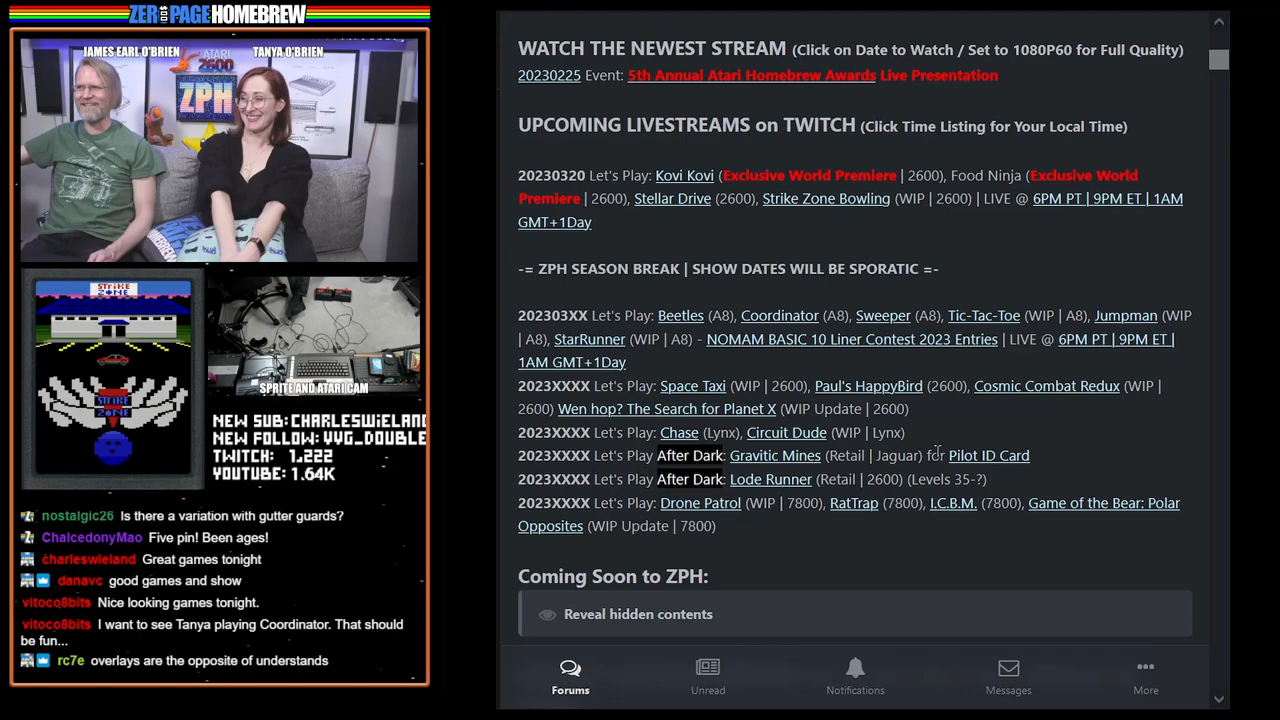 ZEROPAGE HOMEBREW
JAMES EARL O'BRIEN
TANYA O'BRIEN
ATARI
2600
ZPH
STRIKE
ZONE
STRIKE
ZONE
SPRITE AND ATARI CAM
NEW SUB:CHARLESWIELAND
NEW FOLLOW:VVG_DOUBLE
TWITCH: 1,222
YOUTUBE: 1.64K
nostalgic26 Is there a variation with gutter guards?
ChalcedonyMao Five pin! Been ages!
charleswieland Great games tonight
danavc good games and show
vitoco8bits Nice looking games tonight.
vitoco8bits I want to see Tanya playing Coordinator. That should
be fun...
rc7e overlays are the opposite of understands
WATCH THE NEWEST STREAM (Click on Date to Watch / Set to 1080P60 for Full Quality)
20230225 Event: 5th Annual Atari Homebrew Awards Live Presentation
UPCOMING LIVESTREAMS on TWITCH (Click Time Listing for Your Local Time)
20230320 Let's Play: Kovi Kovi (Exclusive World Premiere | 2600), Food Ninja (Exclusive World
Premiere | 2600), Stellar Drive (2600), Strike Zone Bowling (WIP | 2600) | LIVE @ 6PM PT | 9PM ET | 1AM
GMT+1Day
-= ZPH SEASON BREAK | SHOW DATES WILL BE SPORATIC =-
202303XX Let's Play: Beetles (A8), Coordinator (A8), Sweeper (A8), Tic-Tac-Toe (WIP | A8), Jumpman (WIP
| A8), StarRunner (WIP | A8) - NOMAM BASIC 10 Liner Contest 2023 Entries | LIVE @ 6PM PT | 9PM ET |
1AM GMT+1Day
2023XXXX Let's Play: Space Taxi (WIP | 2600), Paul's HappyBird (2600), Cosmic Combat Redux (WIP |
2600) Wen hop? The Search for Planet X (WIP Update | 2600)
2023XXXX Let's Play: Chase (Lynx), Circuit Dude (WIP | Lynx)
2023XXXX Let's Play After Dark: Gravitic Mines (Retail | Jaguar) for Pilot ID Card
2023XXXX Let's Play After Dark: Lode Runner (Retail | 2600) (Levels 35-?)
2023XXXX Let's Play: Drone Patrol (WIP | 7800), RatTrap (7800), I.C.B.M. (7800), Game of the Bear: Polar
Opposites (WIP Update | 7800)
Coming Soon to ZPH:
Reveal hidden contents
Forums
Unread
Notifications
Messages
More